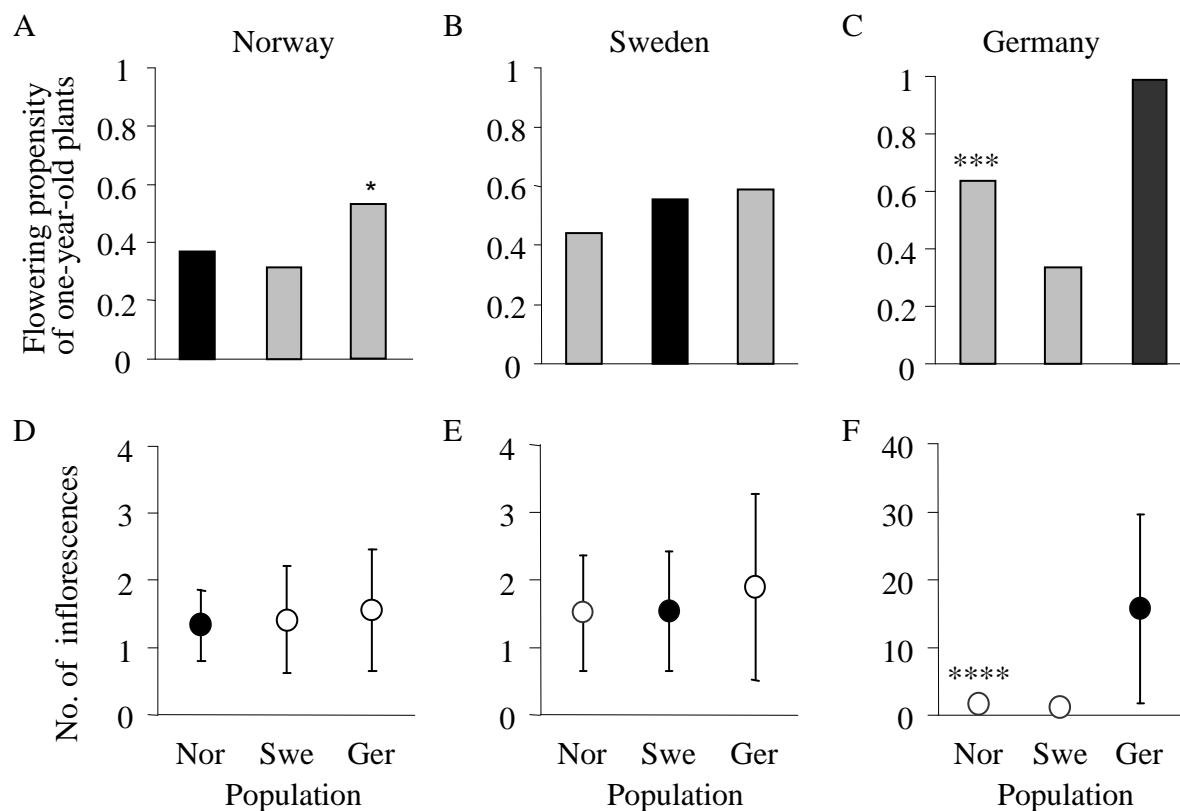 A
Norway
B
Sweden
C
Germany
Flowering propensity
of one-year-old plants
1
0.8
0.6
0.4
0.2
0
*
1
0.8
0.6
0.4
0.2
0
1
0.8
0.6
0.4
0.2
0
***
D
E
F
No. of inflorescences
4
3
2
1
0
4
3
2
1
0
40
30
20
10
0
****
Nor Swe Ger
Nor Swe Ger
Nor Swe Ger
Population
Population
Population